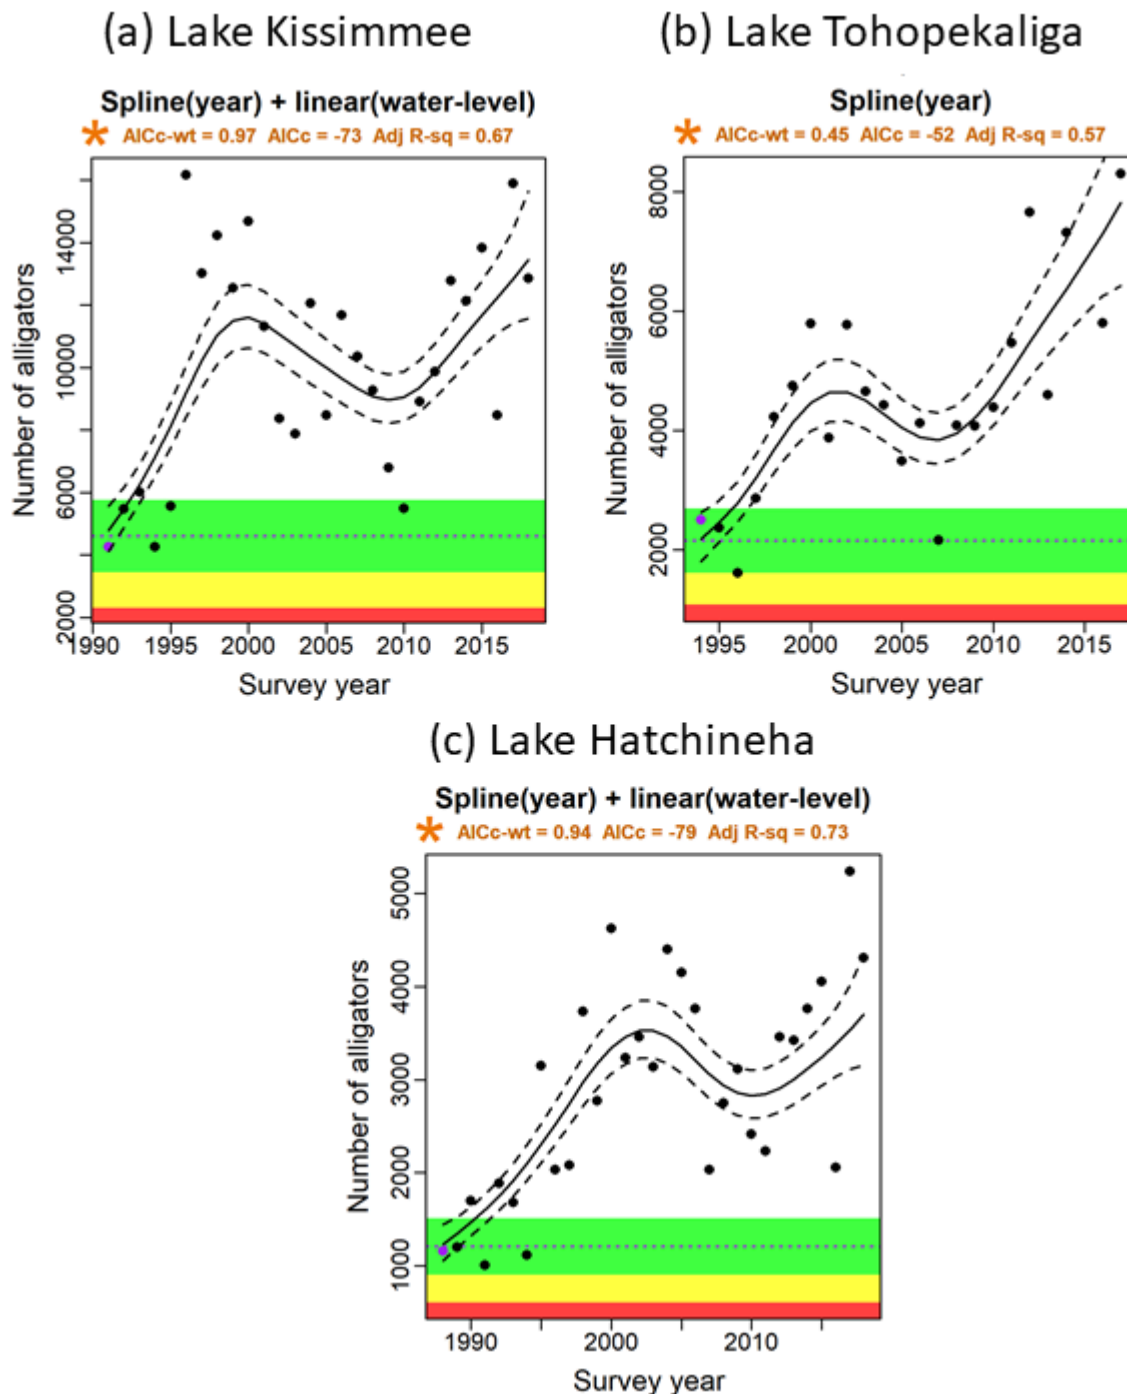 (a) Lake Kissimmee
Spline(year) + linear(water-level)
* AICc-wt = 0.97 AICc = -73 Adj R-sq = 0.67
Number of alligators
14000
10000
6000
2000
1990 1995 2000 2005 2010 2015
Survey year
(b) Lake Tohopekaliga
Spline(year)
* AICc-wt = 0.45 AICc = -52 Adj R-sq = 0.57
Number of alligators
8000
6000
4000
2000
1995 2000 2005 2010 2015
Survey year
(c) Lake Hatchineha
Spline(year) + linear(water-level)
* AICc-wt = 0.94 AICc = -79 Adj R-sq = 0.73
Number of alligators
5000
4000
3000
2000
1000
1990 2000 2010
Survey year